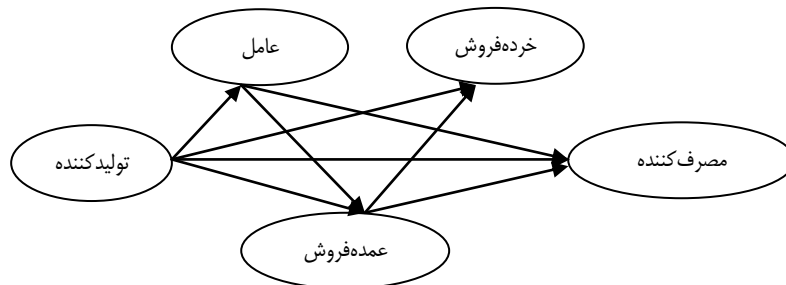 خرده‌فروش
عامل
مصرف‌کننده
تولیدکننده
عمده‌فروش